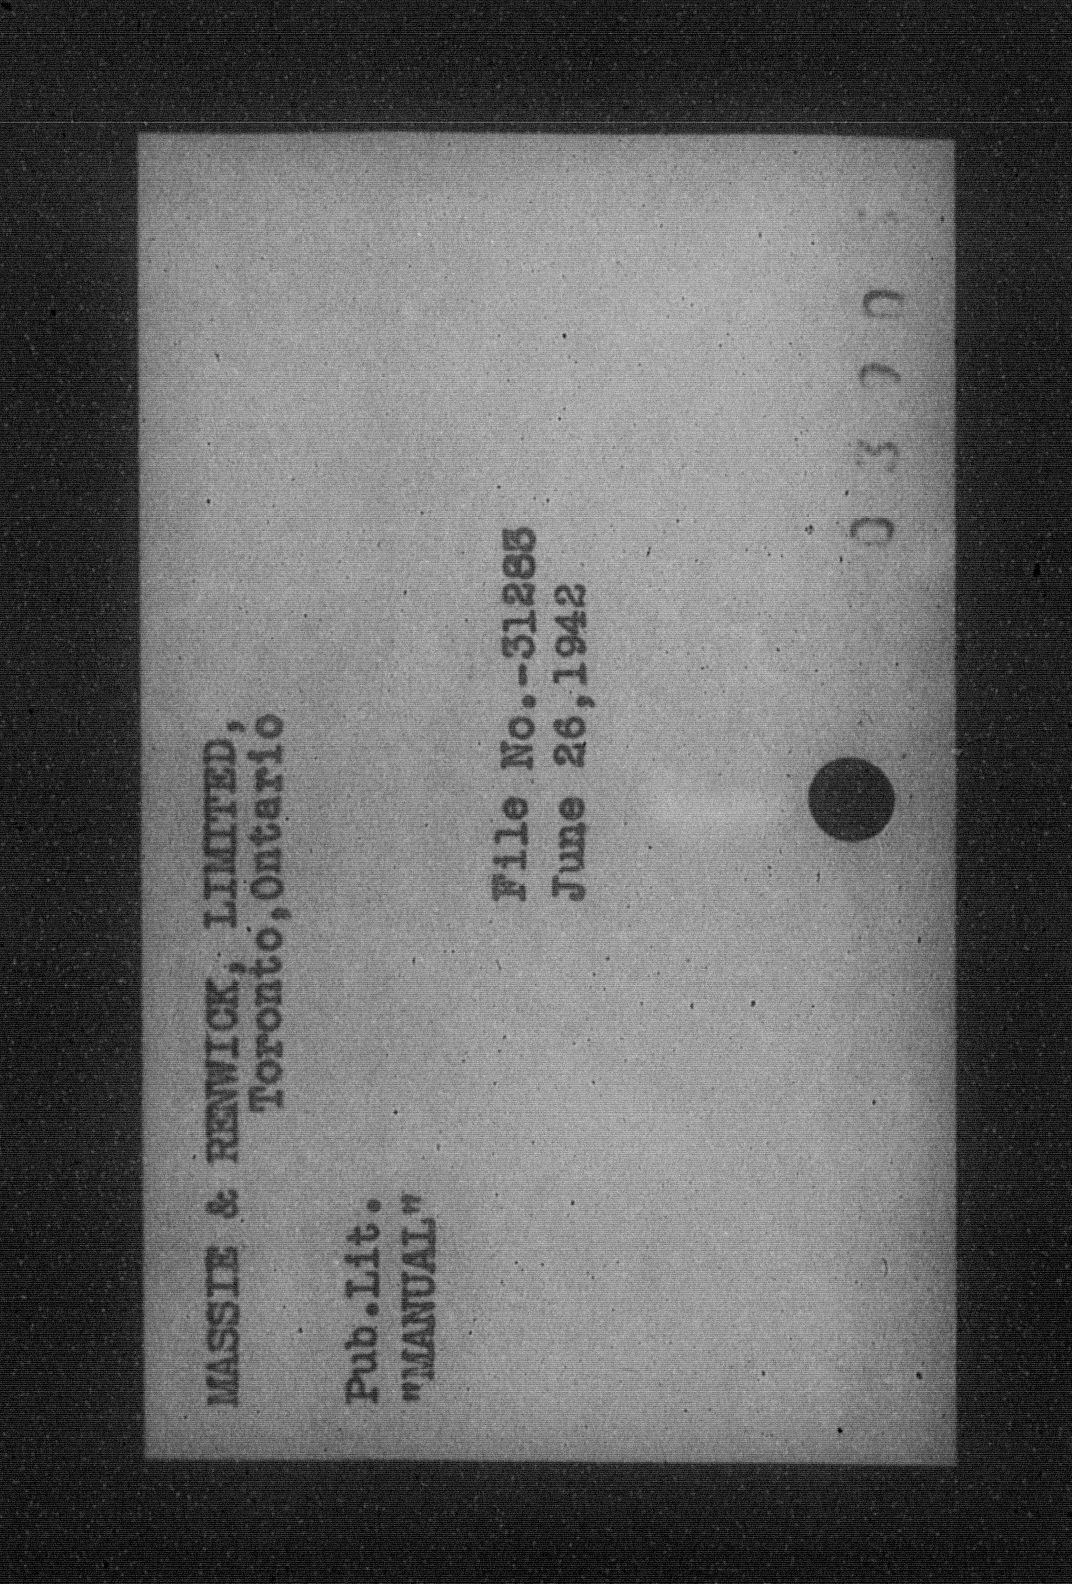 MASSIE & RENWICK, LIMITED,
Toronto,Ontario
Pub.Lit.
"MANUAL"
File No.-31283
June 26,1942